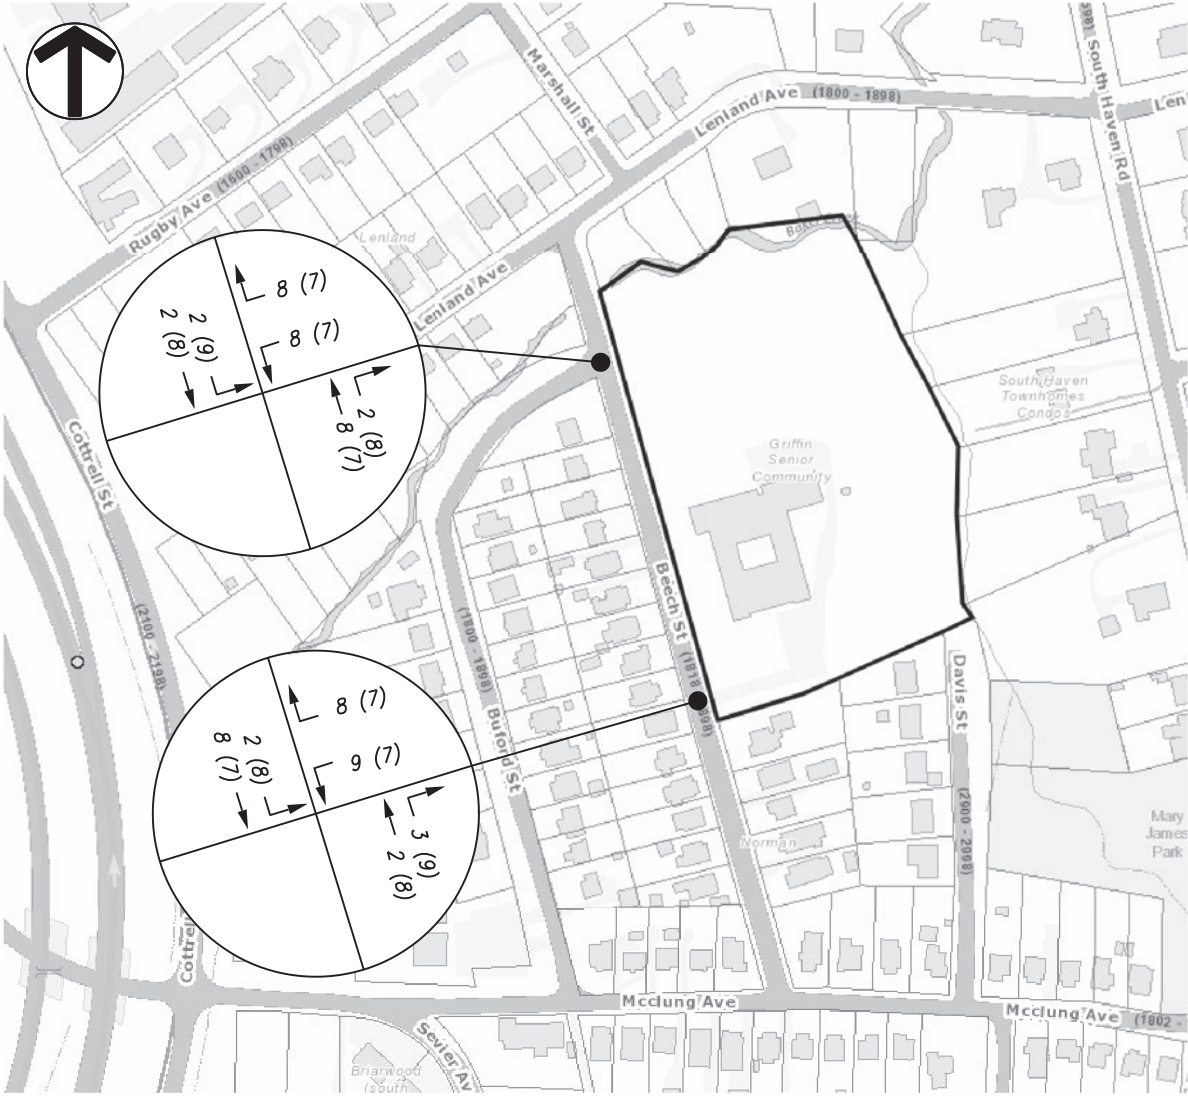 Marshall St
Lenland Ave
(1800 - 1898)
South Haven Rd
Rugby Ave
(1600 - 1798)
Lenland
Lenland Ave
8 (7)
8 (7)
2 (9)
2 (8)
2 (8)
8 (7)
South Haven
Townhomes
Condos
Griffin
Senior
Community
Cottrell St
(2100 - 2198)
Beech St
(1800 - 1898)
Buford St
Davis St
(2900 - 2998)
8 (7)
9 (7)
2 (8)
8 (7)
3 (9)
2 (8)
Norman
Mary
James
Park
Mcclung Ave
Mcclung Ave
(1802 -
Sevier Av
Briarwood
(south